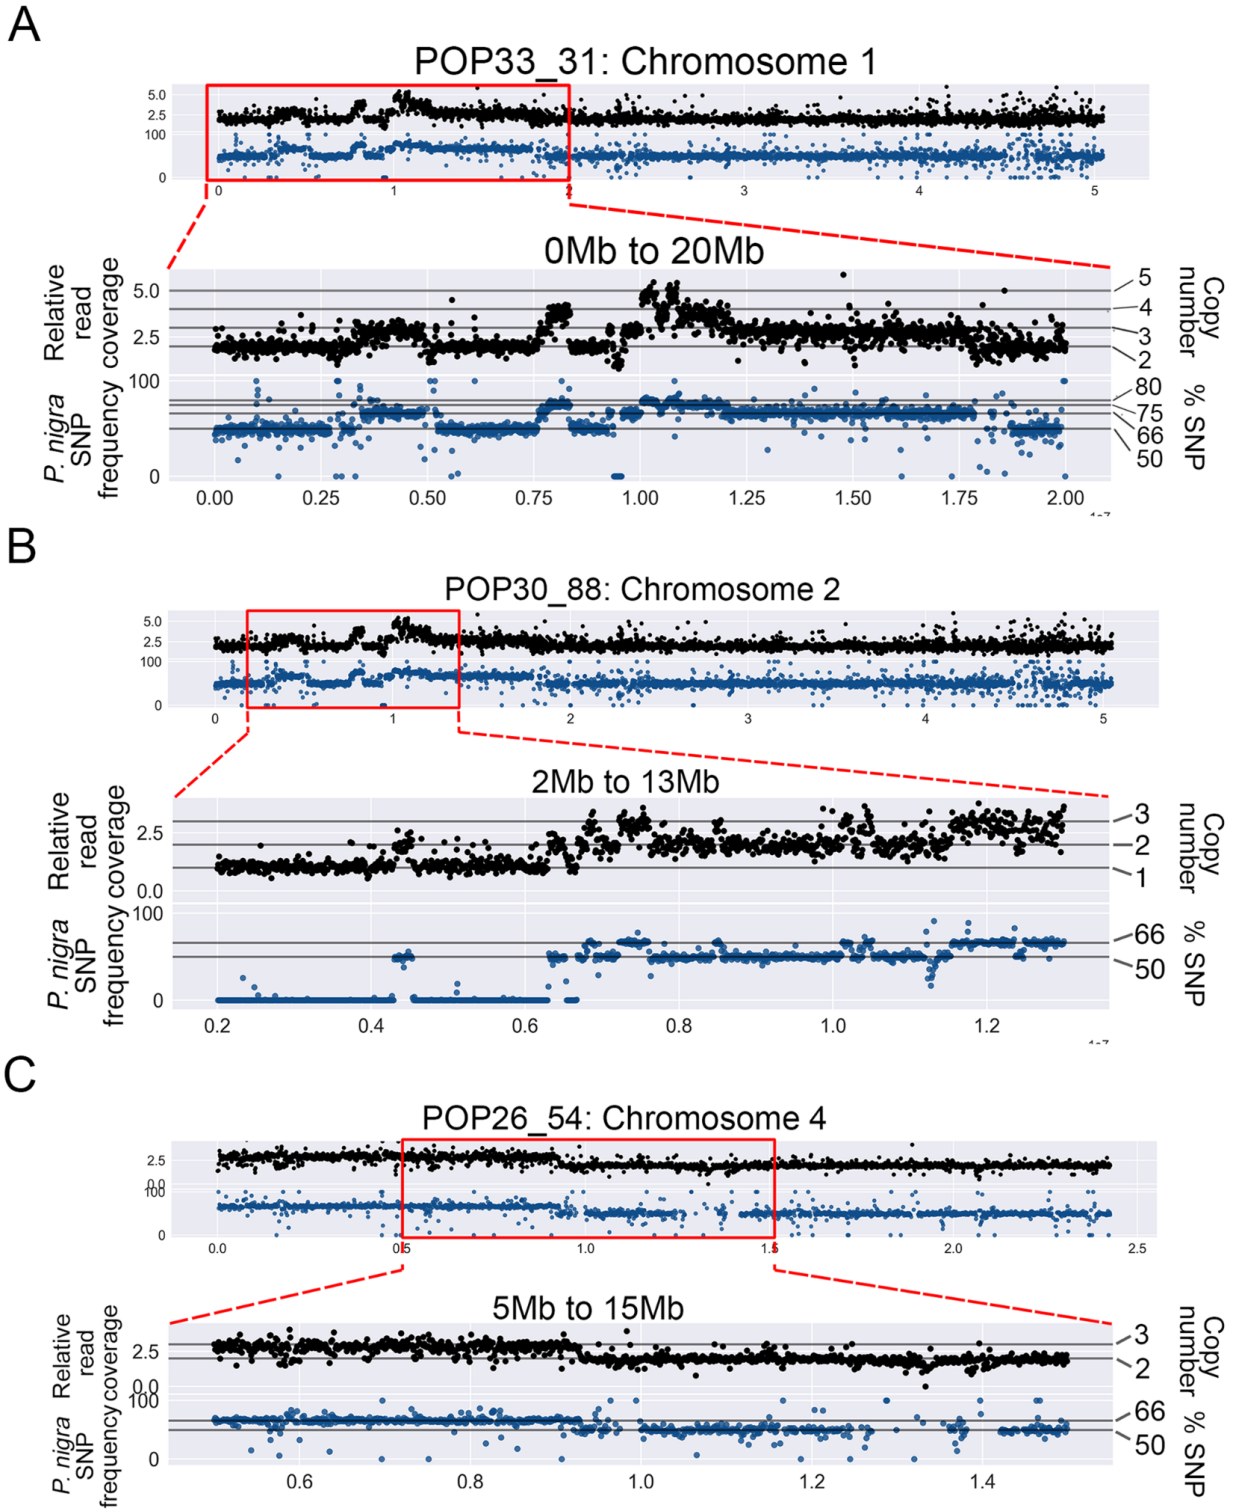 A
POP33_31: Chromosome 1
5.0
2.5
100
0
0 1 2 3 4 5
0Mb to 20Mb
Relative read coverage
5.0
2.5
5
4
3
2
Copy number
P. nigra SNP frequency
100
0
80
75
66
50
% SNP
0.00 0.25 0.50 0.75 1.00 1.25 1.50 1.75 2.00
B
POP30_88: Chromosome 2
5.0
2.5
100
0
0 1 2 3 4 5
2Mb to 13Mb
Relative read coverage
2.5
0.0
3
2
1
Copy number
P. nigra SNP frequency
100
0
66
50
% SNP
0.2 0.4 0.6 0.8 1.0 1.2
C
POP26_54: Chromosome 4
2.5
0.0
100
0
0.0 0.5 1.0 1.5 2.0 2.5
5Mb to 15Mb
Relative read coverage
2.5
0.0
3
2
Copy number
P. nigra SNP frequency
100
0
66
50
% SNP
0.6 0.8 1.0 1.2 1.4